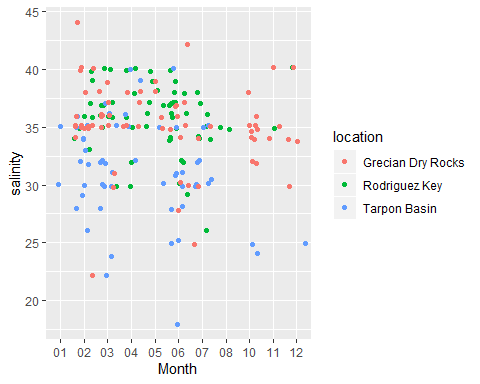 45
40
35
30
25
20
salinity
01 02 03 04 05 06 07 08 10 11 12
Month
location
Grecian Dry Rocks
Rodriguez Key
Tarpon Basin